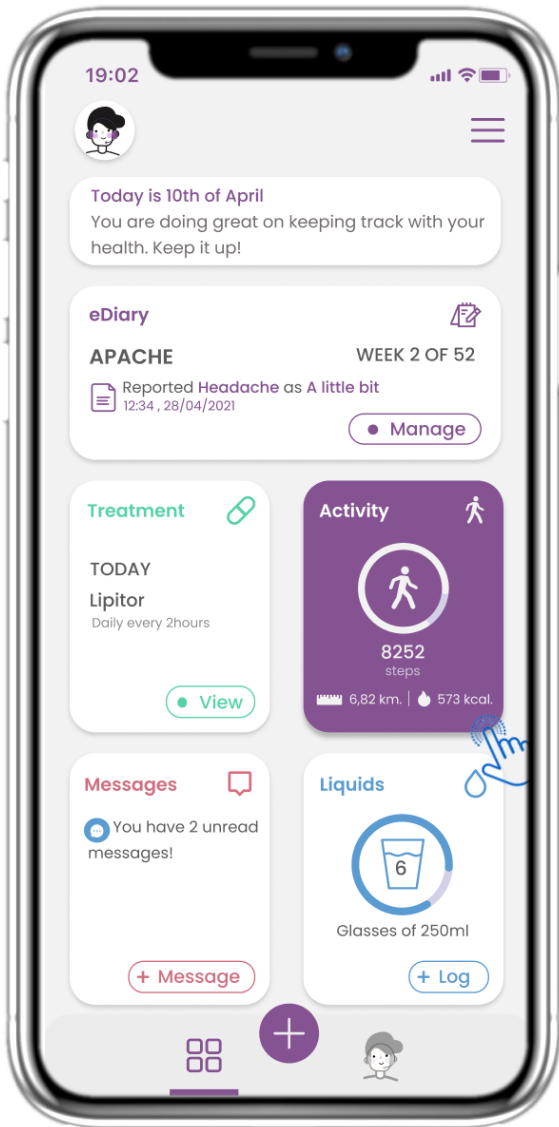 19:02
Today is 10th of April
You are doing great on keeping track with your
health. Keep it up!
eDiary
APACHE
WEEK 2 OF 52
Reported Headache as A little bit
12:34 , 28/04/2021
Manage
Treatment
TODAY
Lipitor
Daily every 2hours
View
Activity
8252
steps
6,82 km. | 573 kcal.
Messages
You have 2 unread
messages!
+ Message
Liquids
6
Glasses of 250ml
+ Log